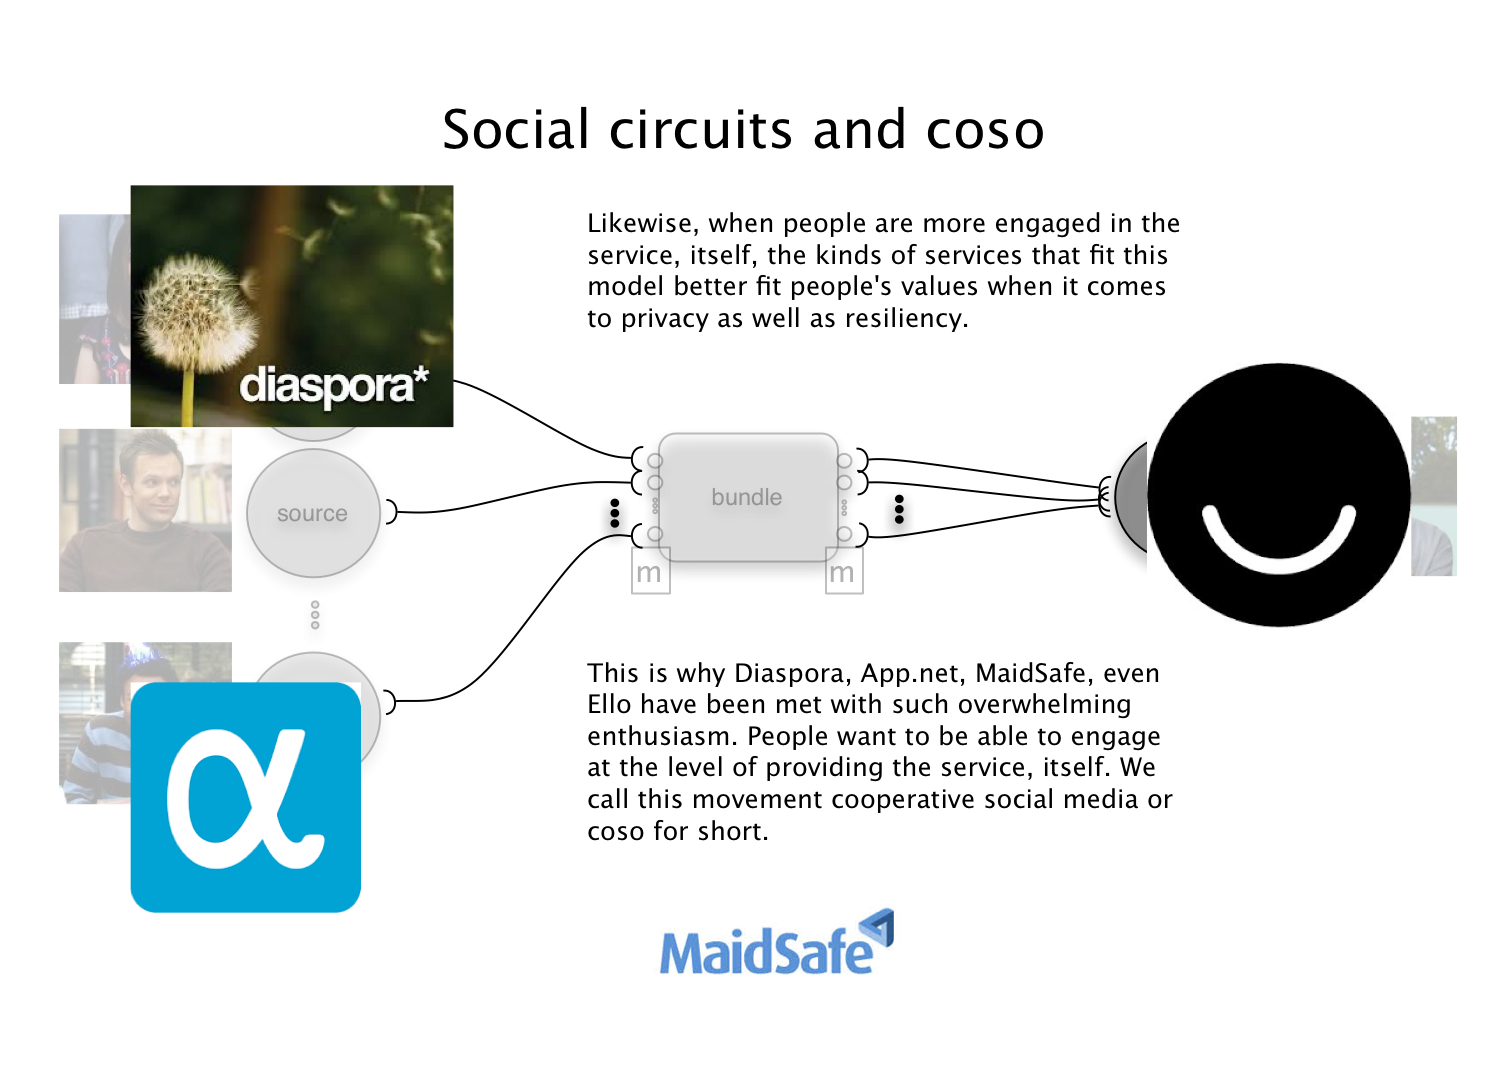 Social circuits and coso
Likewise, when people are more engaged in the
service, itself, the kinds of services that fit this
model better fit people's values when it comes
to privacy as well as resiliency.
diaspora*
source
bundle
m
m
This is why Diaspora, App.net, MaidSafe, even
Ello have been met with such overwhelming
enthusiasm. People want to be able to engage
at the level of providing the service, itself. We
call this movement cooperative social media or
coso for short.
α
MaidSafe